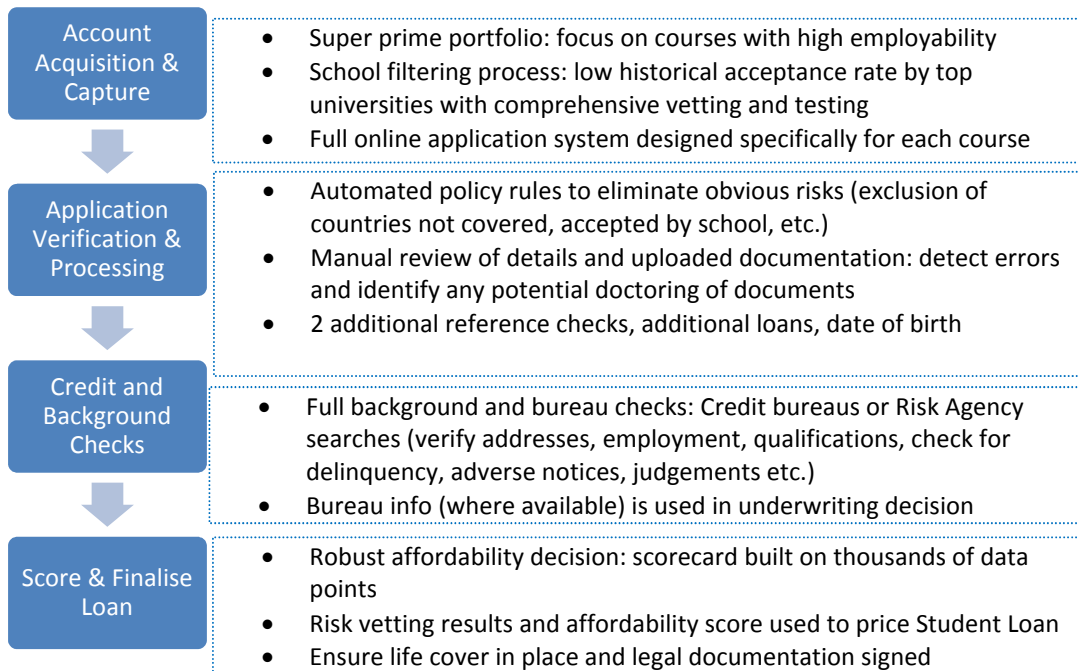 Account
Acquisition &
Capture
• Super prime portfolio: focus on courses with high employability
• School filtering process: low historical acceptance rate by top
universities with comprehensive vetting and testing
• Full online application system designed specifically for each course
Application
Verification &
Processing
• Automated policy rules to eliminate obvious risks (exclusion of
countries not covered, accepted by school, etc.)
• Manual review of details and uploaded documentation: detect errors
and identify any potential doctoring of documents
• 2 additional reference checks, additional loans, date of birth
Credit and
Background
Checks
• Full background and bureau checks: Credit bureaus or Risk Agency
searches (verify addresses, employment, qualifications, check for
delinquency, adverse notices, judgements etc.)
• Bureau info (where available) is used in underwriting decision
Score & Finalise
Loan
• Robust affordability decision: scorecard built on thousands of data
points
• Risk vetting results and affordability score used to price Student Loan
• Ensure life cover in place and legal documentation signed